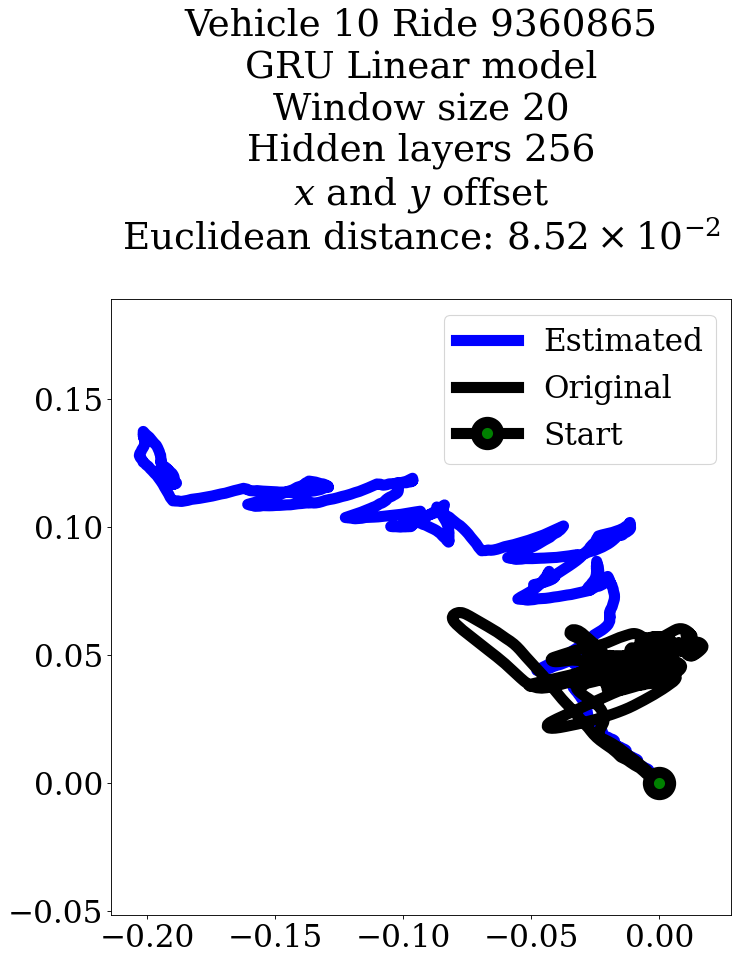 Vehicle 10 Ride 9360865
GRU Linear model
Window size 20
Hidden layers 256
x and y offset
Euclidean distance: 8.52 × 10⁻²
Estimated
Original
Start
0.15
0.10
0.05
0.00
−0.05
−0.20 −0.15 −0.10 −0.05 0.00